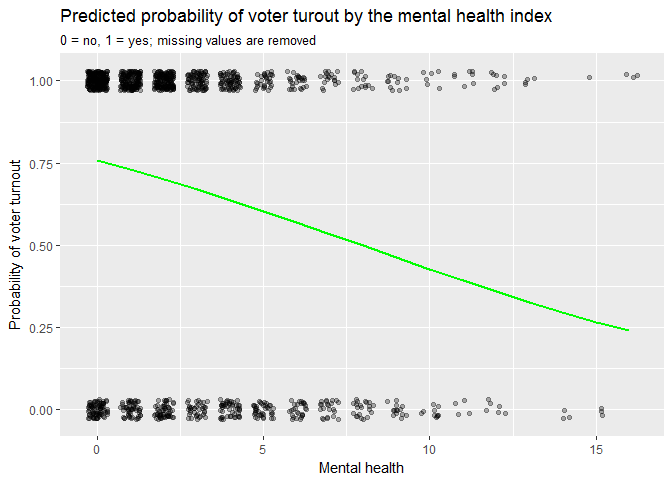 Predicted probability of voter turout by the mental health index
0 = no, 1 = yes; missing values are removed
Probability of voter turnout
1.00
0.75
0.50
0.25
0.00
0 5 10 15
Mental health